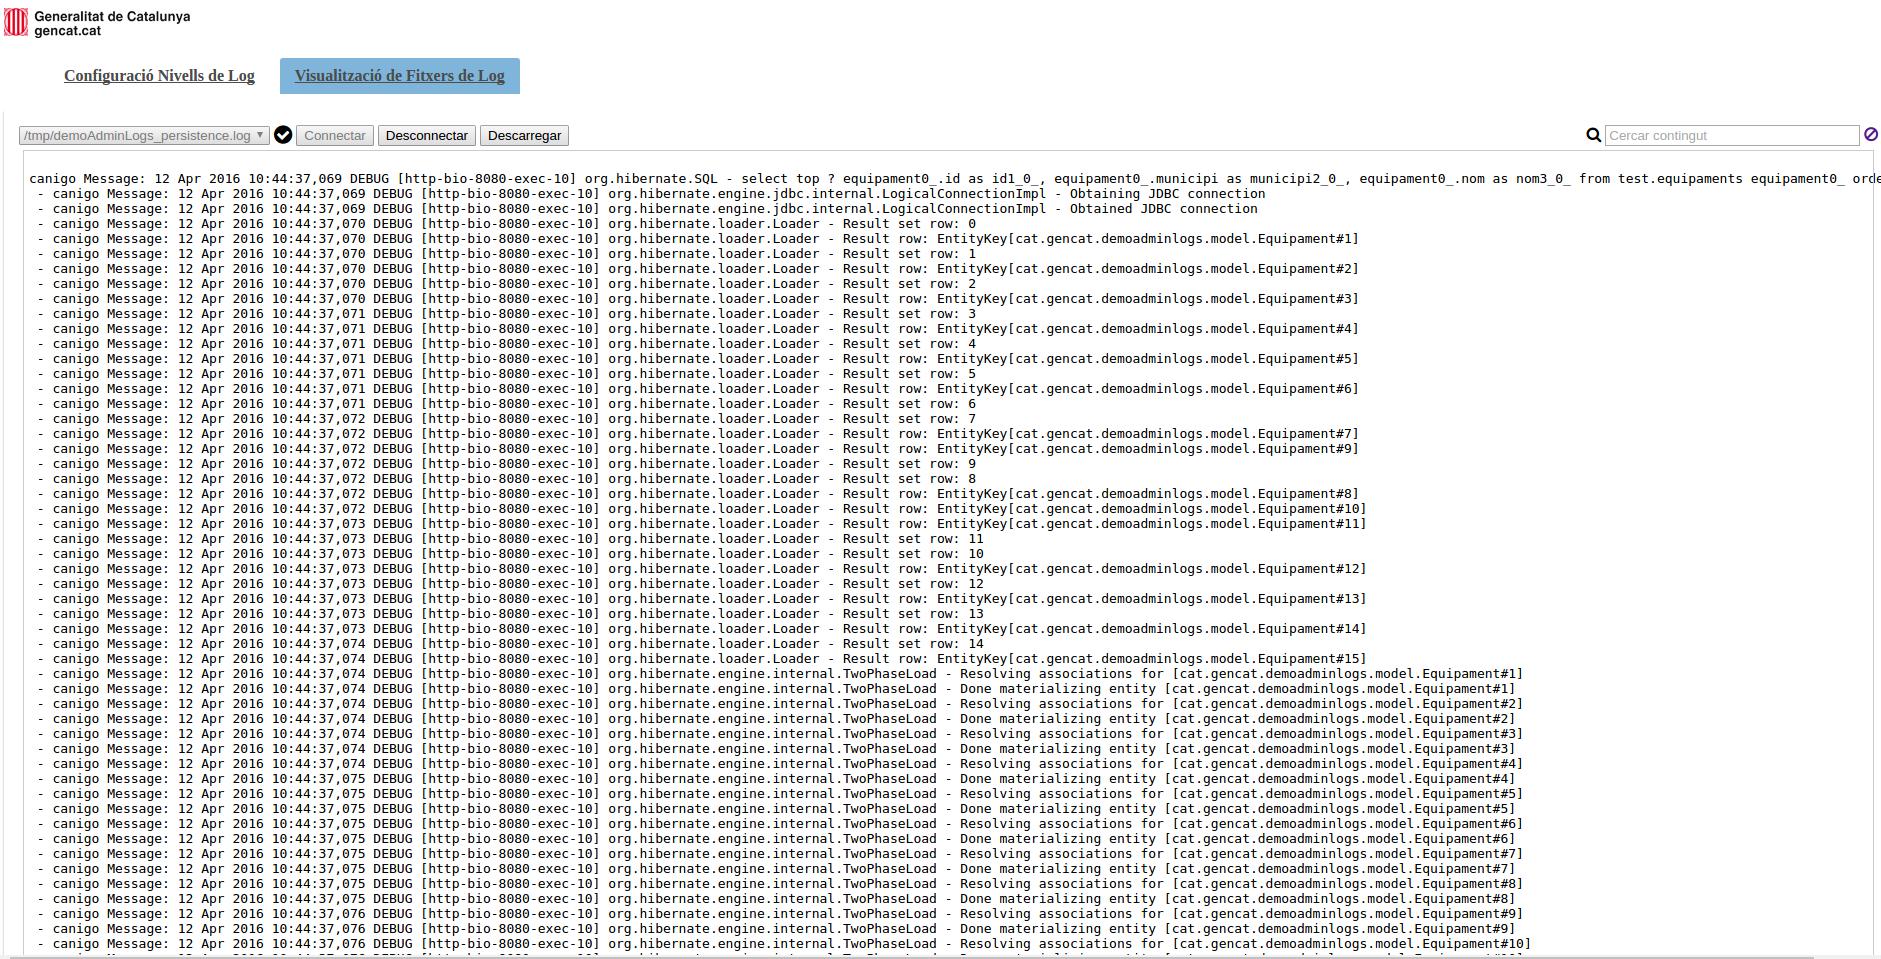 Generalitat de Catalunya
gencat.cat
Configuració Nivells de Log Visualització de Fitxers de Log
/tmp/demoAdminLogs_persistence.log Connectar Desconnectar Descarregar Cercar contingut
canigo Message: 12 Apr 2016 10:44:37,069 DEBUG [http-bio-8080-exec-10] org.hibernate.SQL - select top ? equipament0_.id as id1_0_, equipament0_.municipi as municipi2_0_, equipament0_.nom as nom3_0_ from test.equipaments equipament0_ orde
- canigo Message: 12 Apr 2016 10:44:37,069 DEBUG [http-bio-8080-exec-10] org.hibernate.engine.jdbc.internal.LogicalConnectionImpl - Obtaining JDBC connection
- canigo Message: 12 Apr 2016 10:44:37,069 DEBUG [http-bio-8080-exec-10] org.hibernate.engine.jdbc.internal.LogicalConnectionImpl - Obtained JDBC connection
- canigo Message: 12 Apr 2016 10:44:37,070 DEBUG [http-bio-8080-exec-10] org.hibernate.loader.Loader - Result set row: 0
- canigo Message: 12 Apr 2016 10:44:37,070 DEBUG [http-bio-8080-exec-10] org.hibernate.loader.Loader - Result row: EntityKey[cat.gencat.demoadminlogs.model.Equipament#1]
- canigo Message: 12 Apr 2016 10:44:37,070 DEBUG [http-bio-8080-exec-10] org.hibernate.loader.Loader - Result set row: 1
- canigo Message: 12 Apr 2016 10:44:37,070 DEBUG [http-bio-8080-exec-10] org.hibernate.loader.Loader - Result row: EntityKey[cat.gencat.demoadminlogs.model.Equipament#2]
- canigo Message: 12 Apr 2016 10:44:37,070 DEBUG [http-bio-8080-exec-10] org.hibernate.loader.Loader - Result set row: 2
- canigo Message: 12 Apr 2016 10:44:37,070 DEBUG [http-bio-8080-exec-10] org.hibernate.loader.Loader - Result row: EntityKey[cat.gencat.demoadminlogs.model.Equipament#3]
- canigo Message: 12 Apr 2016 10:44:37,071 DEBUG [http-bio-8080-exec-10] org.hibernate.loader.Loader - Result set row: 3
- canigo Message: 12 Apr 2016 10:44:37,071 DEBUG [http-bio-8080-exec-10] org.hibernate.loader.Loader - Result row: EntityKey[cat.gencat.demoadminlogs.model.Equipament#4]
- canigo Message: 12 Apr 2016 10:44:37,071 DEBUG [http-bio-8080-exec-10] org.hibernate.loader.Loader - Result set row: 4
- canigo Message: 12 Apr 2016 10:44:37,071 DEBUG [http-bio-8080-exec-10] org.hibernate.loader.Loader - Result row: EntityKey[cat.gencat.demoadminlogs.model.Equipament#5]
- canigo Message: 12 Apr 2016 10:44:37,071 DEBUG [http-bio-8080-exec-10] org.hibernate.loader.Loader - Result set row: 5
- canigo Message: 12 Apr 2016 10:44:37,071 DEBUG [http-bio-8080-exec-10] org.hibernate.loader.Loader - Result row: EntityKey[cat.gencat.demoadminlogs.model.Equipament#6]
- canigo Message: 12 Apr 2016 10:44:37,071 DEBUG [http-bio-8080-exec-10] org.hibernate.loader.Loader - Result set row: 6
- canigo Message: 12 Apr 2016 10:44:37,072 DEBUG [http-bio-8080-exec-10] org.hibernate.loader.Loader - Result set row: 7
- canigo Message: 12 Apr 2016 10:44:37,072 DEBUG [http-bio-8080-exec-10] org.hibernate.loader.Loader - Result row: EntityKey[cat.gencat.demoadminlogs.model.Equipament#7]
- canigo Message: 12 Apr 2016 10:44:37,072 DEBUG [http-bio-8080-exec-10] org.hibernate.loader.Loader - Result row: EntityKey[cat.gencat.demoadminlogs.model.Equipament#9]
- canigo Message: 12 Apr 2016 10:44:37,072 DEBUG [http-bio-8080-exec-10] org.hibernate.loader.Loader - Result set row: 9
- canigo Message: 12 Apr 2016 10:44:37,072 DEBUG [http-bio-8080-exec-10] org.hibernate.loader.Loader - Result set row: 8
- canigo Message: 12 Apr 2016 10:44:37,072 DEBUG [http-bio-8080-exec-10] org.hibernate.loader.Loader - Result row: EntityKey[cat.gencat.demoadminlogs.model.Equipament#8]
- canigo Message: 12 Apr 2016 10:44:37,072 DEBUG [http-bio-8080-exec-10] org.hibernate.loader.Loader - Result row: EntityKey[cat.gencat.demoadminlogs.model.Equipament#10]
- canigo Message: 12 Apr 2016 10:44:37,073 DEBUG [http-bio-8080-exec-10] org.hibernate.loader.Loader - Result row: EntityKey[cat.gencat.demoadminlogs.model.Equipament#11]
- canigo Message: 12 Apr 2016 10:44:37,073 DEBUG [http-bio-8080-exec-10] org.hibernate.loader.Loader - Result set row: 11
- canigo Message: 12 Apr 2016 10:44:37,073 DEBUG [http-bio-8080-exec-10] org.hibernate.loader.Loader - Result set row: 10
- canigo Message: 12 Apr 2016 10:44:37,073 DEBUG [http-bio-8080-exec-10] org.hibernate.loader.Loader - Result row: EntityKey[cat.gencat.demoadminlogs.model.Equipament#12]
- canigo Message: 12 Apr 2016 10:44:37,073 DEBUG [http-bio-8080-exec-10] org.hibernate.loader.Loader - Result set row: 12
- canigo Message: 12 Apr 2016 10:44:37,073 DEBUG [http-bio-8080-exec-10] org.hibernate.loader.Loader - Result row: EntityKey[cat.gencat.demoadminlogs.model.Equipament#13]
- canigo Message: 12 Apr 2016 10:44:37,073 DEBUG [http-bio-8080-exec-10] org.hibernate.loader.Loader - Result set row: 13
- canigo Message: 12 Apr 2016 10:44:37,073 DEBUG [http-bio-8080-exec-10] org.hibernate.loader.Loader - Result row: EntityKey[cat.gencat.demoadminlogs.model.Equipament#14]
- canigo Message: 12 Apr 2016 10:44:37,074 DEBUG [http-bio-8080-exec-10] org.hibernate.loader.Loader - Result set row: 14
- canigo Message: 12 Apr 2016 10:44:37,074 DEBUG [http-bio-8080-exec-10] org.hibernate.loader.Loader - Result row: EntityKey[cat.gencat.demoadminlogs.model.Equipament#15]
- canigo Message: 12 Apr 2016 10:44:37,074 DEBUG [http-bio-8080-exec-10] org.hibernate.engine.internal.TwoPhaseLoad - Resolving associations for [cat.gencat.demoadminlogs.model.Equipament#1]
- canigo Message: 12 Apr 2016 10:44:37,074 DEBUG [http-bio-8080-exec-10] org.hibernate.engine.internal.TwoPhaseLoad - Done materializing entity [cat.gencat.demoadminlogs.model.Equipament#1]
- canigo Message: 12 Apr 2016 10:44:37,074 DEBUG [http-bio-8080-exec-10] org.hibernate.engine.internal.TwoPhaseLoad - Resolving associations for [cat.gencat.demoadminlogs.model.Equipament#2]
- canigo Message: 12 Apr 2016 10:44:37,074 DEBUG [http-bio-8080-exec-10] org.hibernate.engine.internal.TwoPhaseLoad - Done materializing entity [cat.gencat.demoadminlogs.model.Equipament#2]
- canigo Message: 12 Apr 2016 10:44:37,074 DEBUG [http-bio-8080-exec-10] org.hibernate.engine.internal.TwoPhaseLoad - Resolving associations for [cat.gencat.demoadminlogs.model.Equipament#3]
- canigo Message: 12 Apr 2016 10:44:37,074 DEBUG [http-bio-8080-exec-10] org.hibernate.engine.internal.TwoPhaseLoad - Done materializing entity [cat.gencat.demoadminlogs.model.Equipament#3]
- canigo Message: 12 Apr 2016 10:44:37,074 DEBUG [http-bio-8080-exec-10] org.hibernate.engine.internal.TwoPhaseLoad - Resolving associations for [cat.gencat.demoadminlogs.model.Equipament#4]
- canigo Message: 12 Apr 2016 10:44:37,075 DEBUG [http-bio-8080-exec-10] org.hibernate.engine.internal.TwoPhaseLoad - Done materializing entity [cat.gencat.demoadminlogs.model.Equipament#4]
- canigo Message: 12 Apr 2016 10:44:37,075 DEBUG [http-bio-8080-exec-10] org.hibernate.engine.internal.TwoPhaseLoad - Resolving associations for [cat.gencat.demoadminlogs.model.Equipament#5]
- canigo Message: 12 Apr 2016 10:44:37,075 DEBUG [http-bio-8080-exec-10] org.hibernate.engine.internal.TwoPhaseLoad - Done materializing entity [cat.gencat.demoadminlogs.model.Equipament#5]
- canigo Message: 12 Apr 2016 10:44:37,075 DEBUG [http-bio-8080-exec-10] org.hibernate.engine.internal.TwoPhaseLoad - Resolving associations for [cat.gencat.demoadminlogs.model.Equipament#6]
- canigo Message: 12 Apr 2016 10:44:37,075 DEBUG [http-bio-8080-exec-10] org.hibernate.engine.internal.TwoPhaseLoad - Done materializing entity [cat.gencat.demoadminlogs.model.Equipament#6]
- canigo Message: 12 Apr 2016 10:44:37,075 DEBUG [http-bio-8080-exec-10] org.hibernate.engine.internal.TwoPhaseLoad - Resolving associations for [cat.gencat.demoadminlogs.model.Equipament#7]
- canigo Message: 12 Apr 2016 10:44:37,075 DEBUG [http-bio-8080-exec-10] org.hibernate.engine.internal.TwoPhaseLoad - Done materializing entity [cat.gencat.demoadminlogs.model.Equipament#7]
- canigo Message: 12 Apr 2016 10:44:37,075 DEBUG [http-bio-8080-exec-10] org.hibernate.engine.internal.TwoPhaseLoad - Resolving associations for [cat.gencat.demoadminlogs.model.Equipament#8]
- canigo Message: 12 Apr 2016 10:44:37,075 DEBUG [http-bio-8080-exec-10] org.hibernate.engine.internal.TwoPhaseLoad - Done materializing entity [cat.gencat.demoadminlogs.model.Equipament#8]
- canigo Message: 12 Apr 2016 10:44:37,076 DEBUG [http-bio-8080-exec-10] org.hibernate.engine.internal.TwoPhaseLoad - Resolving associations for [cat.gencat.demoadminlogs.model.Equipament#9]
- canigo Message: 12 Apr 2016 10:44:37,076 DEBUG [http-bio-8080-exec-10] org.hibernate.engine.internal.TwoPhaseLoad - Done materializing entity [cat.gencat.demoadminlogs.model.Equipament#9]
- canigo Message: 12 Apr 2016 10:44:37,076 DEBUG [http-bio-8080-exec-10] org.hibernate.engine.internal.TwoPhaseLoad - Resolving associations for [cat.gencat.demoadminlogs.model.Equipament#10]